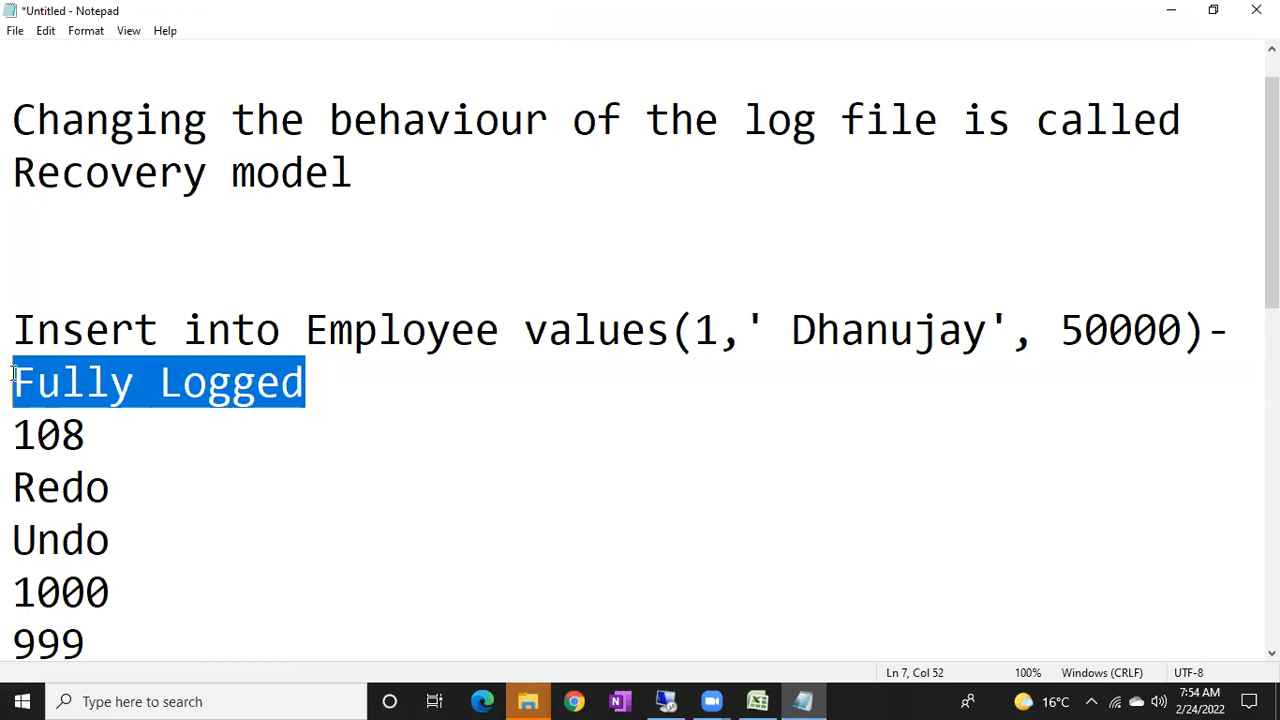 *Untitled - Notepad
File Edit Format View Help
Changing the behaviour of the log file is called
Recovery model
Insert into Employee values(1,' Dhanujay', 50000)-
Fully Logged
108
Redo
Undo
1000
999
Ln 7, Col 52 100% Windows (CRLF) UTF-8
Type here to search
16°C
7:54 AM
2/24/2022